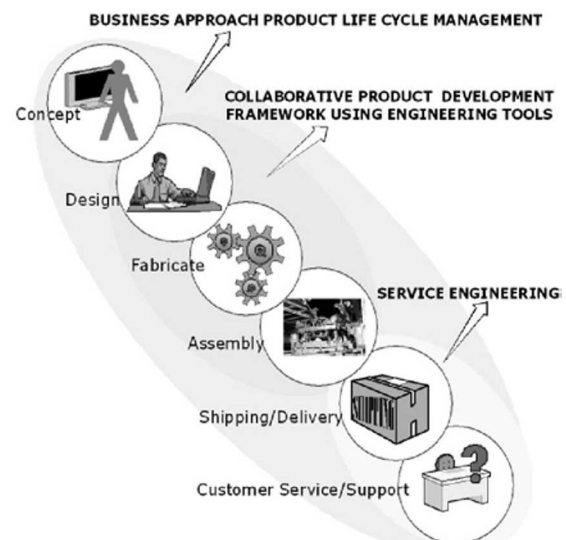 BUSINESS APPROACH PRODUCT LIFE CYCLE MANAGEMENT
COLLABORATIVE PRODUCT DEVELOPMENT
FRAMEWORK USING ENGINEERING TOOLS
Concept
Design
Fabricate
SERVICE ENGINEERING
Assembly
SHIPPING
Shipping/Delivery
Customer Service/Support
?